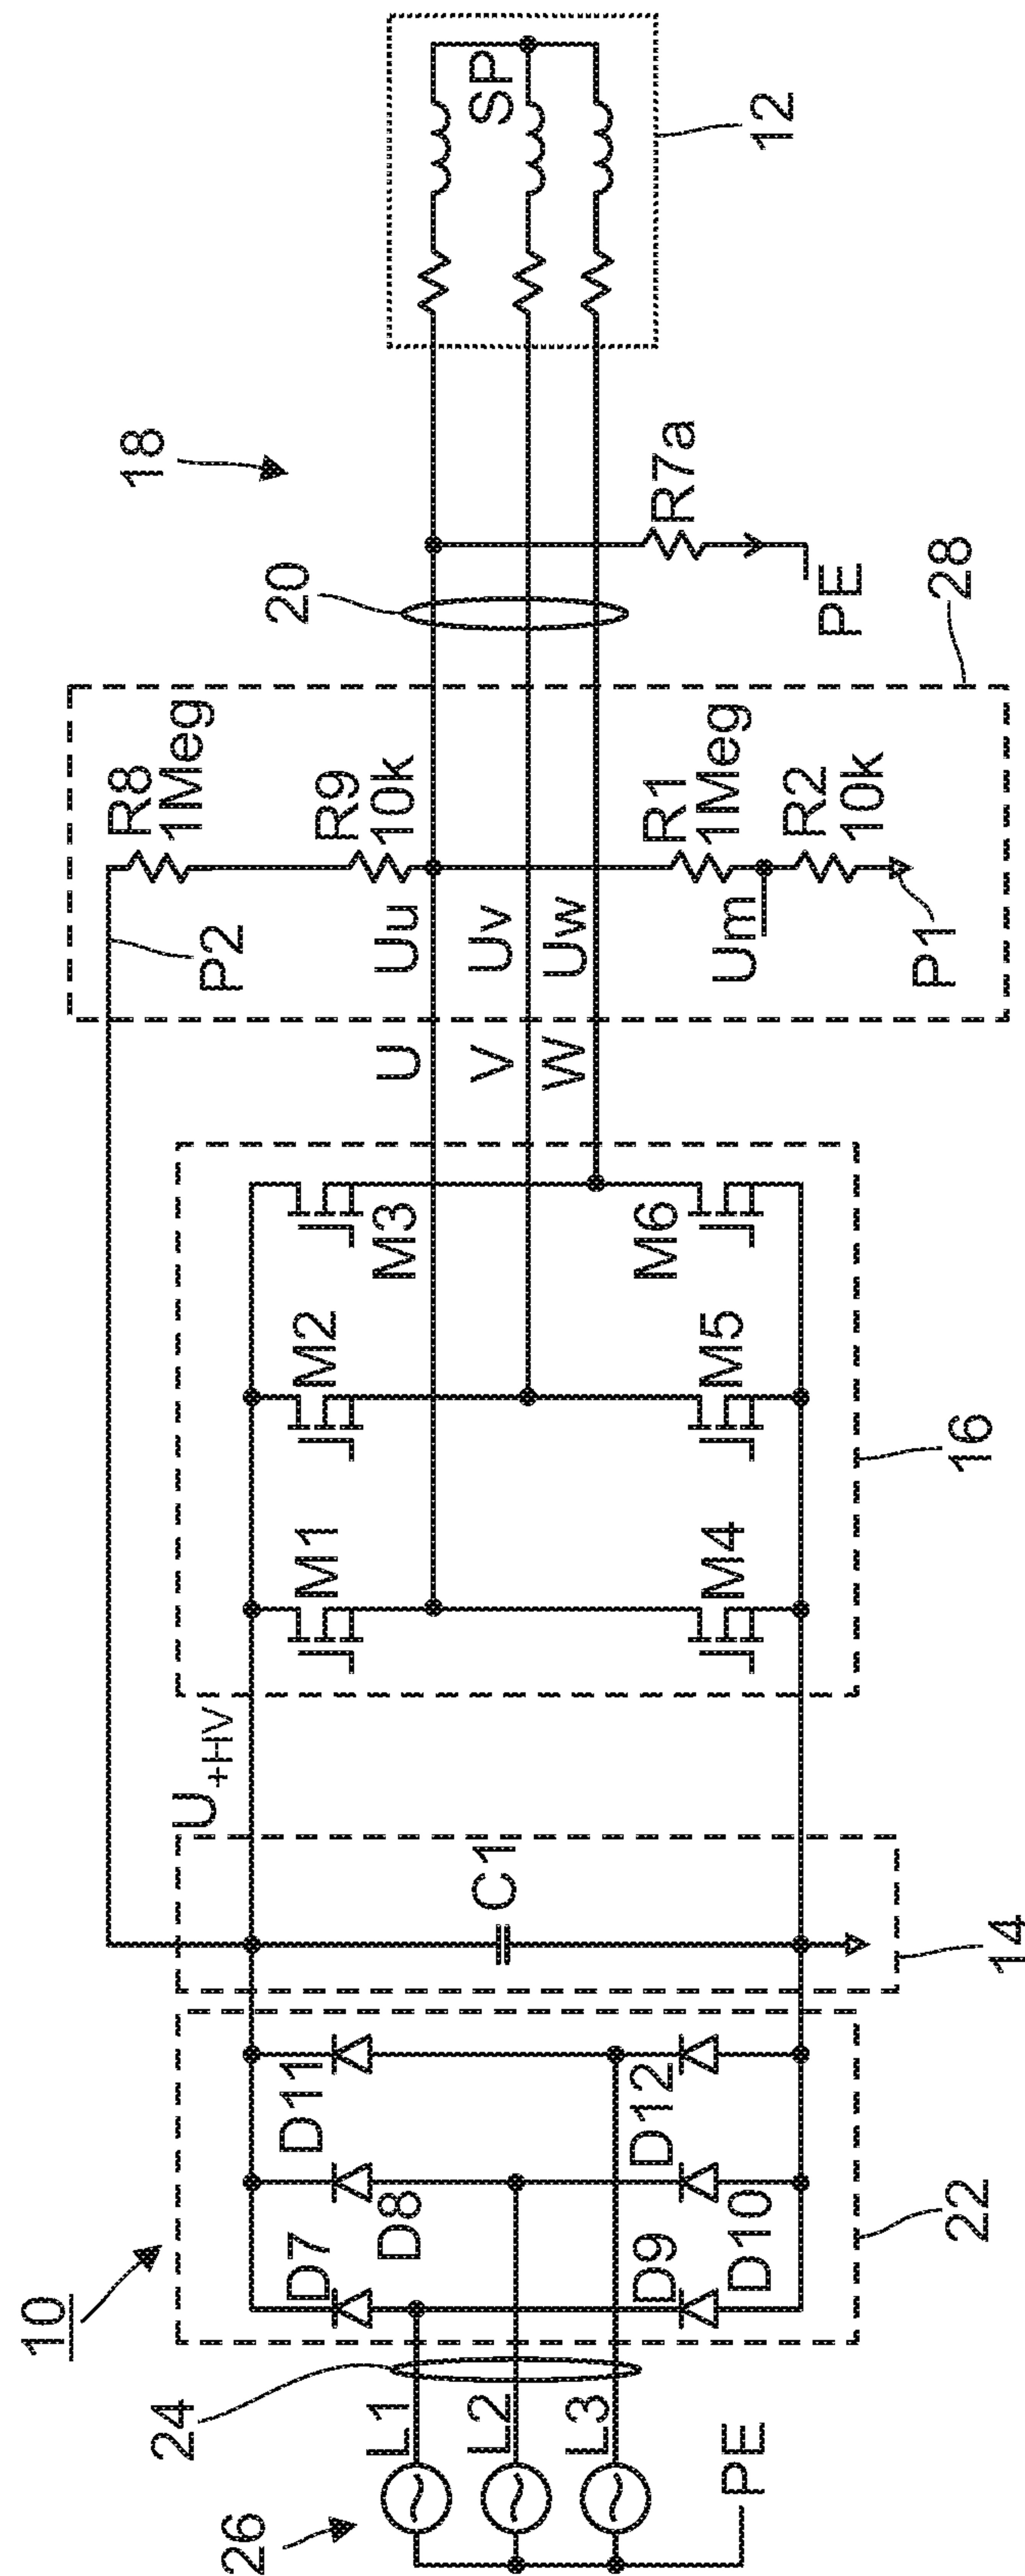 10
18
20
R8
1Meg
P2
R9
10k
U+HV
Uu
U
Uv
V
Uw
W
SP
12
R7a
PE
28
R1
1Meg
Um
R2
10k
P1
M1
M2
M3
M4
M5
M6
16
C1
14
D7
D8
D11
D9
D10
D12
22
24
L1
L2
L3
26
PE